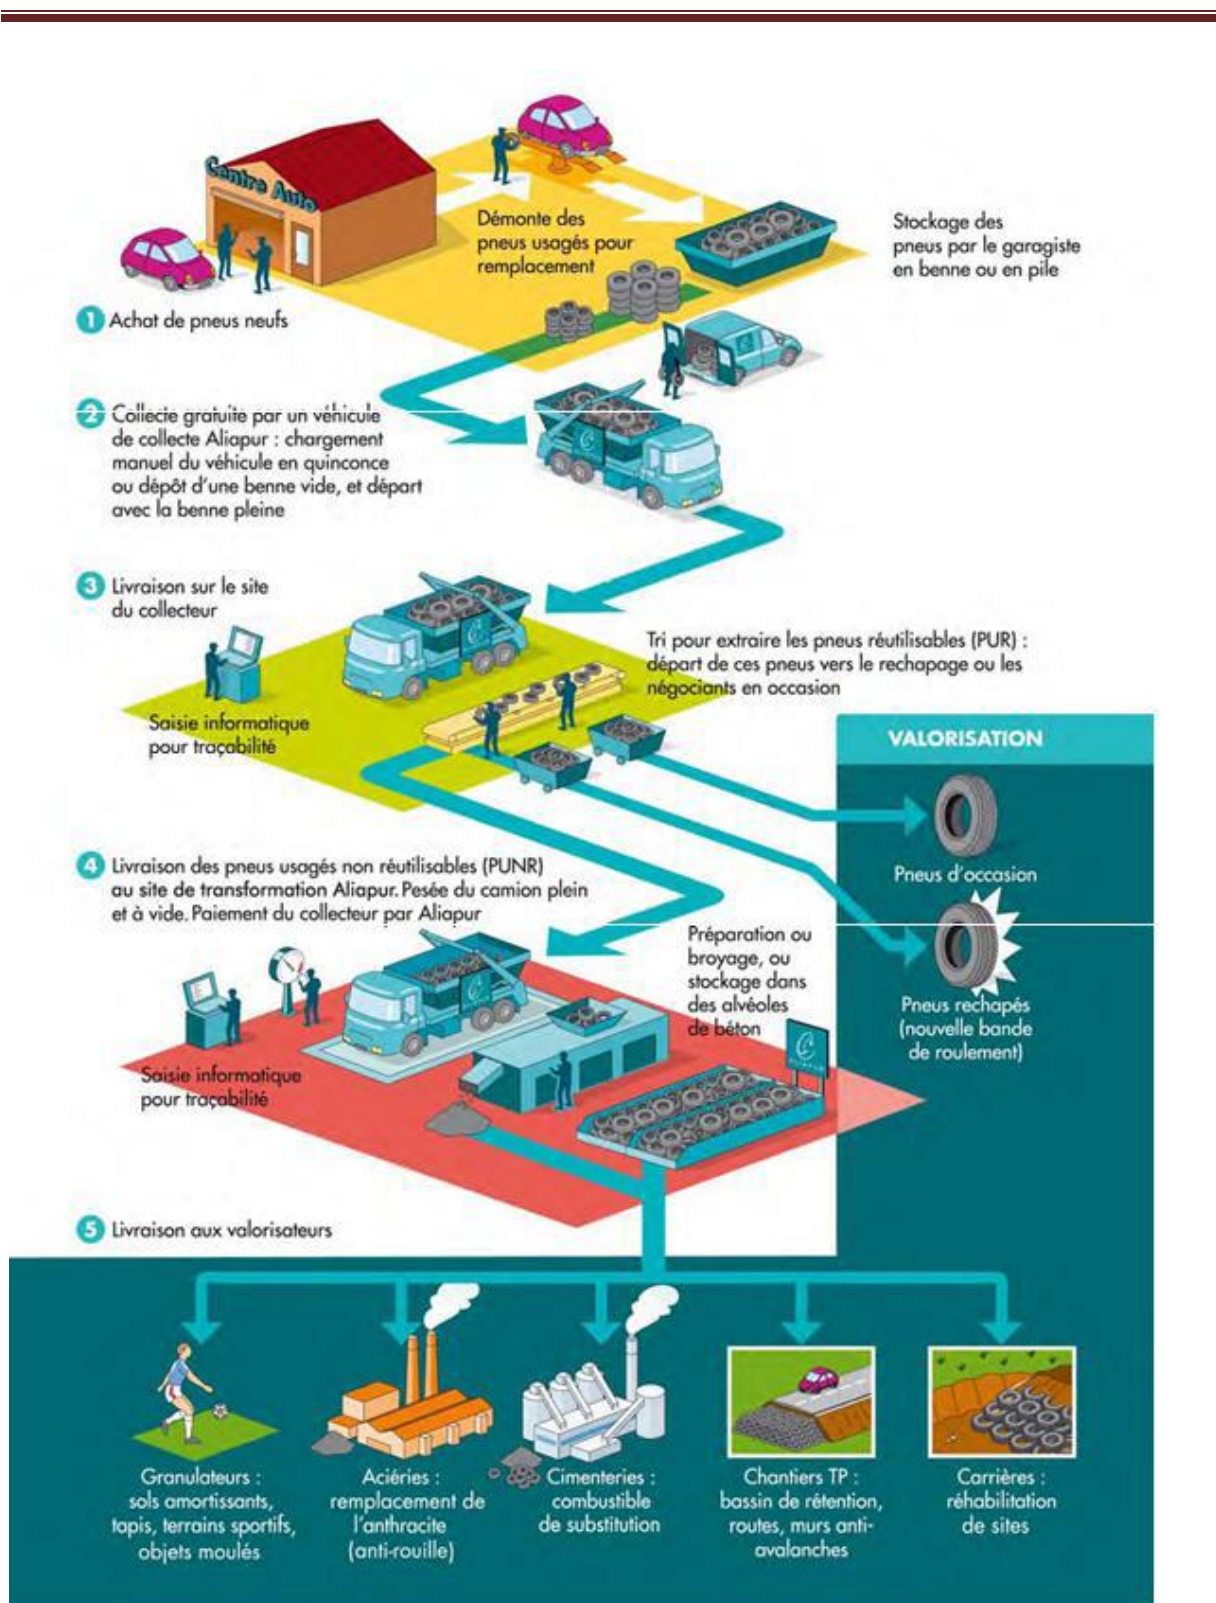 Centre Auto
Démonte des
pneus usagés pour
remplacement
Stockage des
pneus par le garagiste
en benne ou en pile
1 Achat de pneus neufs
2 Collecte gratuite par un véhicule
de collecte Aliapur : chargement
manuel du véhicule en quinconce
ou dépôt d'une benne vide, et départ
avec la benne pleine
3 Livraison sur le site
du collecteur
Saisie informatique
pour traçabilité
Tri pour extraire les pneus réutilisables (PUR) :
départ de ces pneus vers le rechapage ou les
négociants en occasion
VALORISATION
Pneus d'occasion
Pneus rechapés
(nouvelle bande
de roulement)
4 Livraison des pneus usagés non réutilisables (PUNR)
au site de transformation Aliapur. Pesée du camion plein
et à vide. Paiement du collecteur par Aliapur
Préparation ou
broyage, ou
stockage dans
des alvéoles
de béton
Saisie informatique
pour traçabilité
5 Livraison aux valorisateurs
Granulateurs :
sols amortissants,
tapis, terrains sportifs,
objets moulés
Aciéries :
remplacement de
l'anthracite
(anti-rouille)
Cimenteries :
combustible
de substitution
Chantiers TP :
bassin de rétention,
routes, murs anti-
avalanches
Carrières :
réhabilitation
de sites